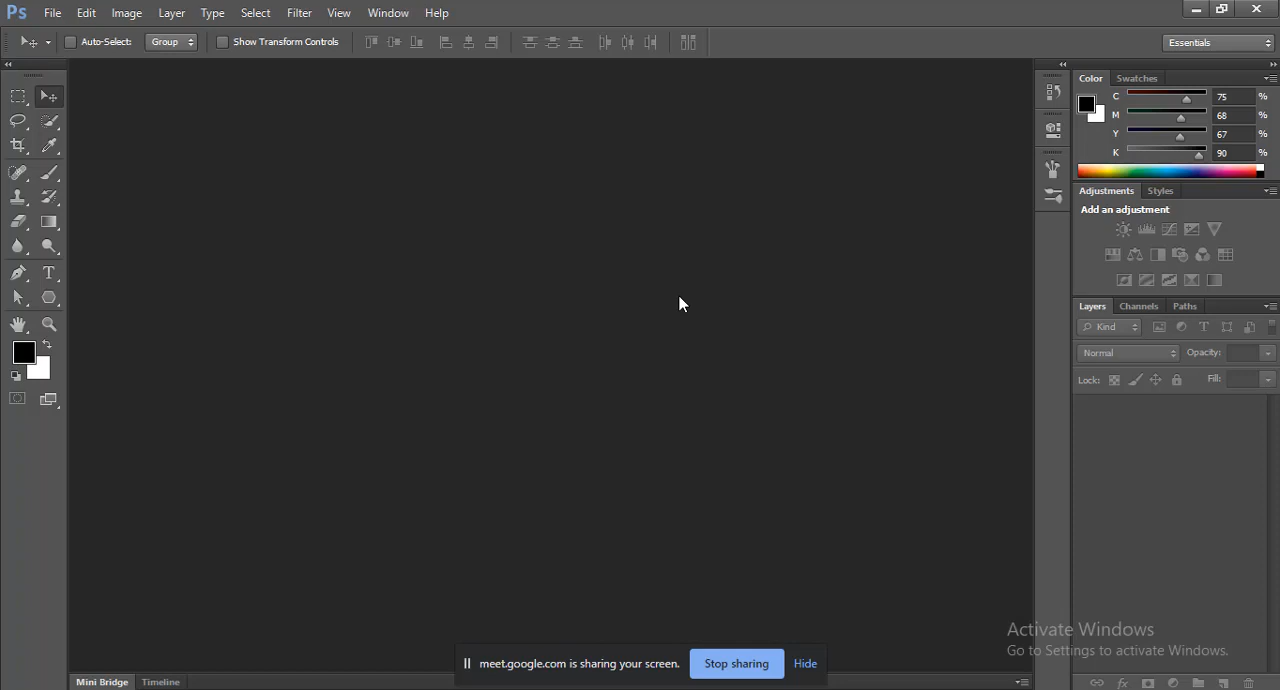 Ps File Edit Image Layer Type Select Filter View Window Help
Auto-Select: Group Show Transform Controls Essentials
Color Swatches
C 75 %
M 68 %
Y 67 %
K 90 %
Adjustments Styles
Add an adjustment
Layers Channels Paths
Kind T
Normal Opacity:
Lock: Fill:
T
Activate Windows
Go to Settings to activate Windows.
meet.google.com is sharing your screen. Stop sharing Hide
Mini Bridge Timeline fx